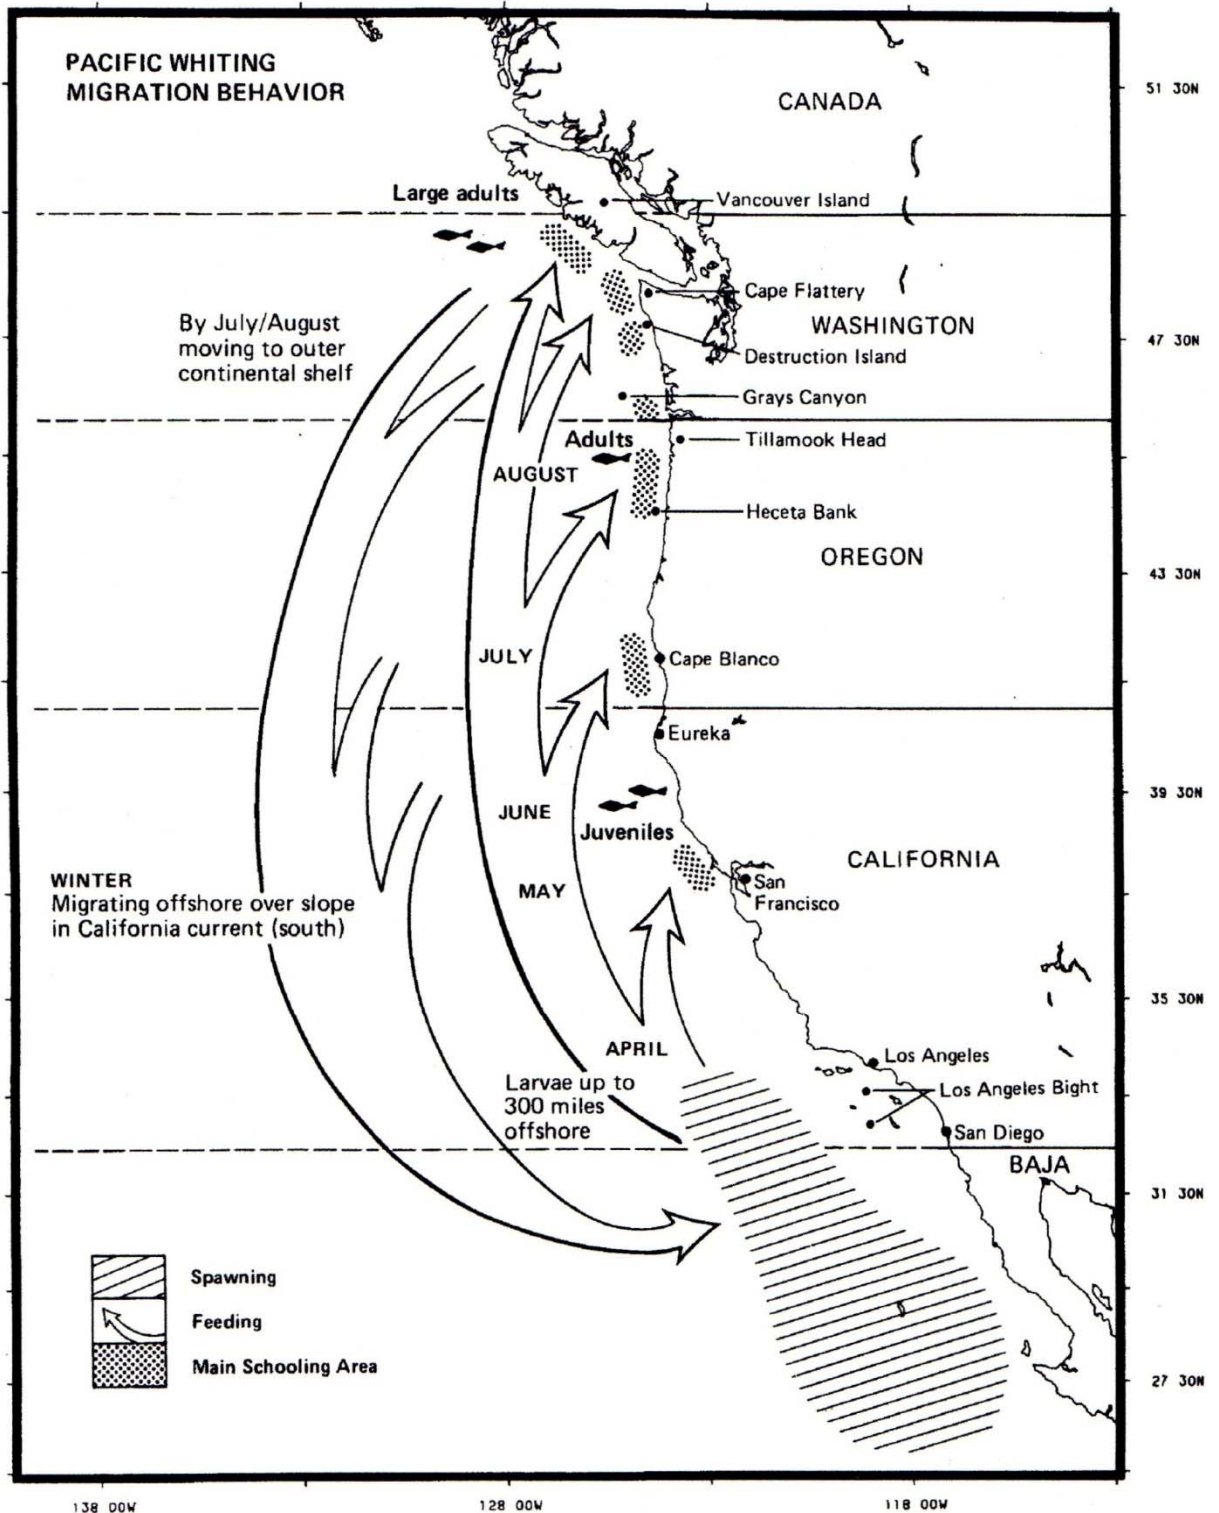 PACIFIC WHITING
MIGRATION BEHAVIOR
CANADA
51 30N
Large adults
Vancouver Island
Cape Flattery
By July/August
moving to outer
continental shelf
WASHINGTON
47 30N
Destruction Island
Grays Canyon
Adults
Tillamook Head
AUGUST
Heceta Bank
OREGON
43 30N
JULY
Cape Blanco
Eureka
39 30N
JUNE
Juveniles
CALIFORNIA
WINTER
Migrating offshore over slope
in California current (south)
MAY
San
Francisco
35 30N
APRIL
Los Angeles
Larvae up to
300 miles
offshore
Los Angeles Bight
San Diego
BAJA
31 30N
Spawning
Feeding
Main Schooling Area
27 30N
138 00W
128 00W
118 00W